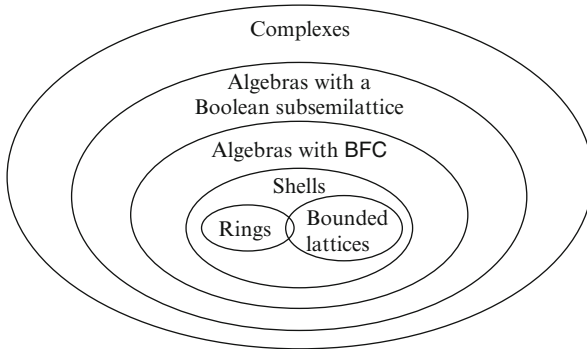 Complexes
Algebras with a
Boolean subsemilattice
Algebras with BFC
Shells
Rings
Bounded
lattices